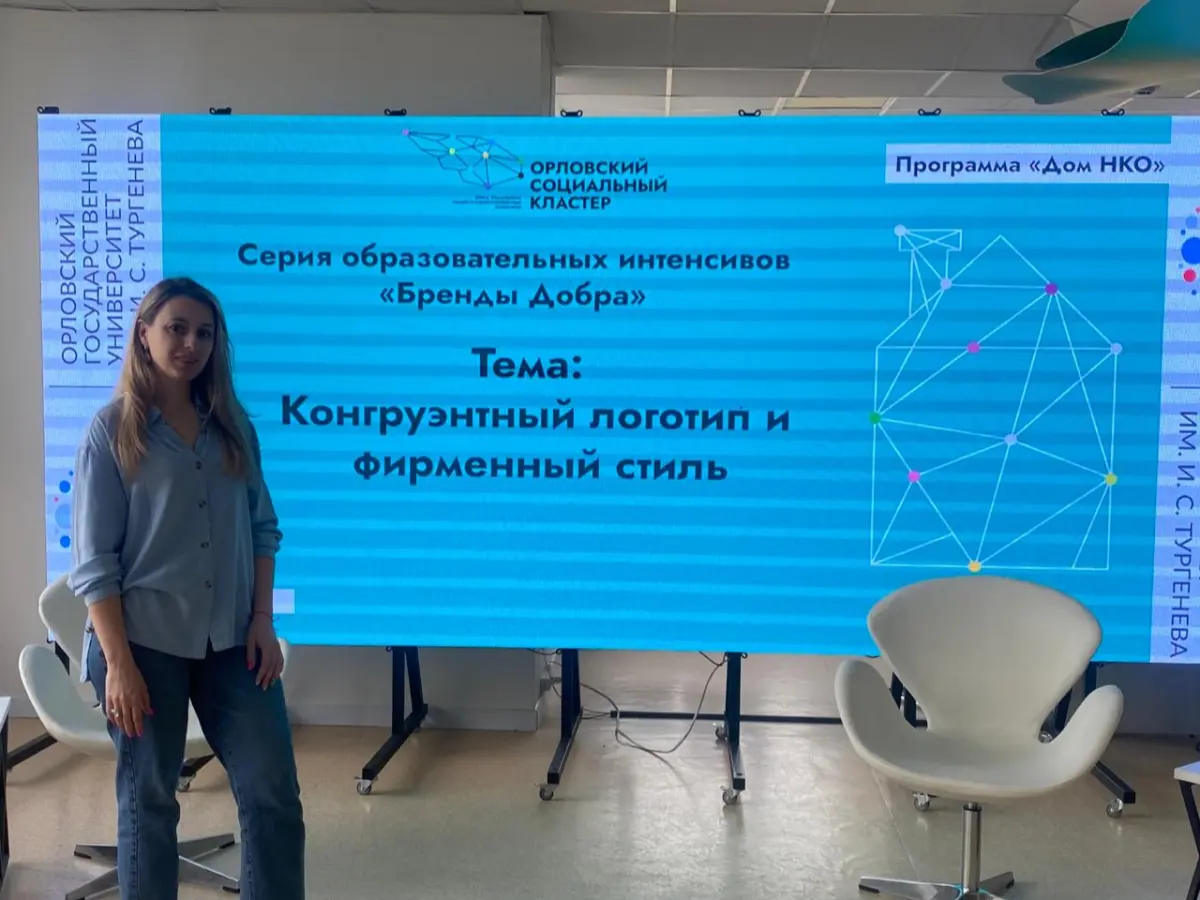 ОРЛОВСКИЙ
ГОСУДАРСТВЕННЫЙ
УНИВЕРСИТЕТ
И. С. ТУРГЕНЕВА
ОРЛОВСКИЙ
СОЦИАЛЬНЫЙ
КЛАСТЕР
Программа «Дом НКО»
Серия образовательных интенсивов
«Бренды Добра»
Тема:
Конгруэнтный логотип и
фирменный стиль
ИМ. И. С. ТУРГЕНЕВА